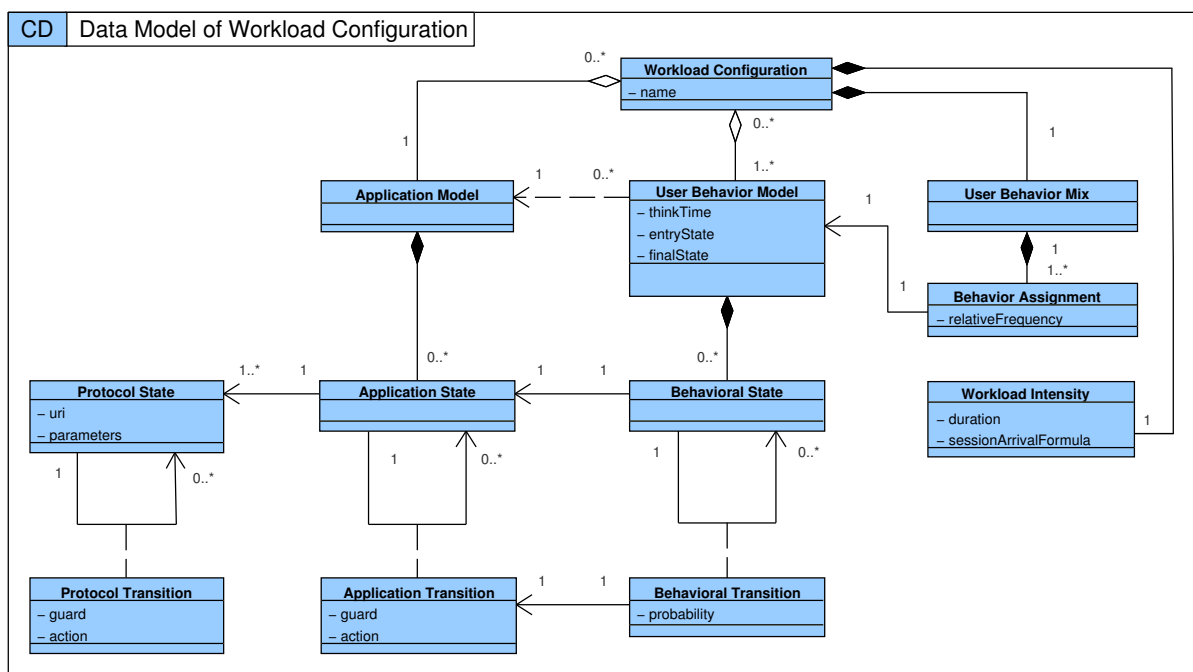 CD Data Model of Workload Configuration
0..*
Workload Configuration
– name
0..*
1
1
1..*
1
0..*
Application Model
User Behavior Model
– thinkTime
– entryState
– finalState
User Behavior Mix
1
1
1..*
1
Behavior Assignment
– relativeFrequency
0..*
0..*
1..*
1
1
1
Protocol State
– uri
– parameters
Application State
Behavioral State
Workload Intensity
– duration
– sessionArrivalFormula
1
1
0..*
1
0..*
1
0..*
Protocol Transition
– guard
– action
Application Transition
– guard
– action
1
1
Behavioral Transition
– probability